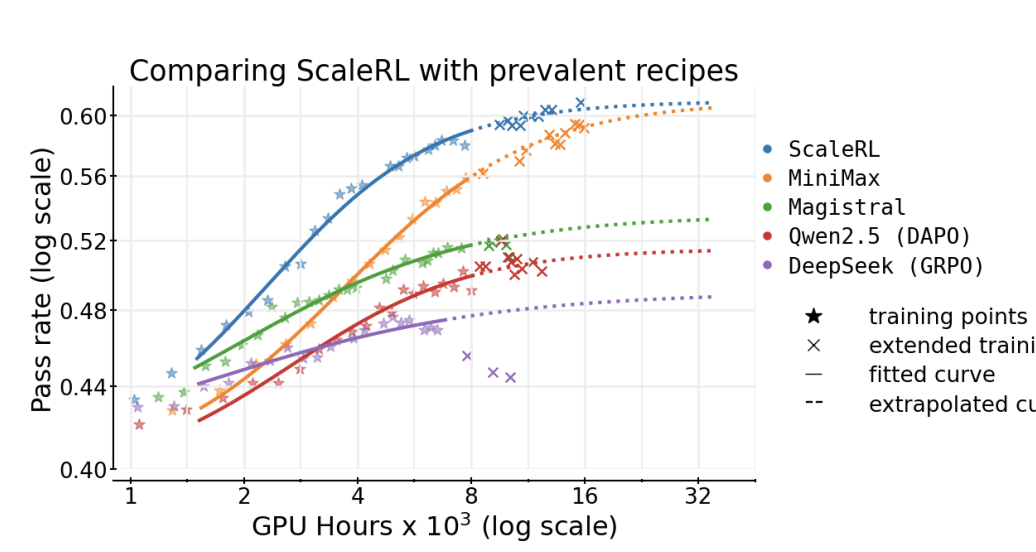 Comparing ScaleRL with prevalent recipes
Pass rate (log scale)
0.60
0.56
0.52
0.48
0.44
0.40
1 2 4 8 16 32
GPU Hours x 10³ (log scale)
ScaleRL
MiniMax
Magistral
Qwen2.5 (DAPO)
DeepSeek (GRPO)
training points
extended traini
fitted curve
extrapolated cu